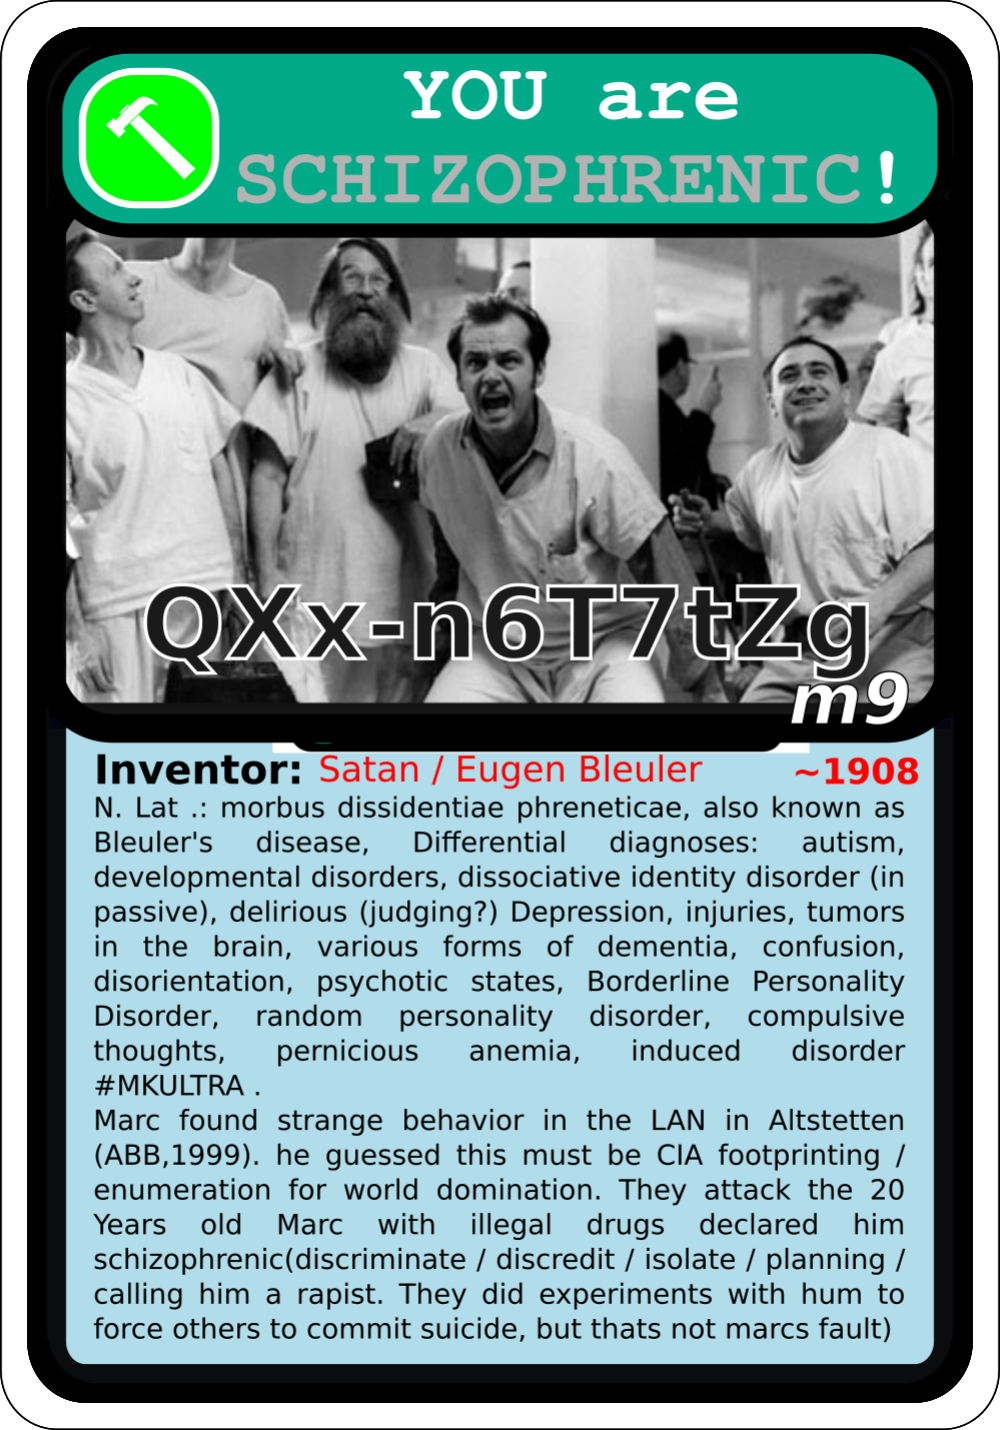 YOU are
SCHIZOPHRENIC!
QXx-n6T7tZg
m9
Inventor: Satan / Eugen Bleuler ~1908
N. Lat .: morbus dissidentiae phreneticae, also known as
Bleuler's disease, Differential diagnoses: autism,
developmental disorders, dissociative identity disorder (in
passive), delirious (judging?) Depression, injuries, tumors
in the brain, various forms of dementia, confusion,
disorientation, psychotic states, Borderline Personality
Disorder, random personality disorder, compulsive
thoughts, pernicious anemia, induced disorder
#MKULTRA .
Marc found strange behavior in the LAN in Altstetten
(ABB,1999). he guessed this must be CIA footprinting /
enumeration for world domination. They attack the 20
Years old Marc with illegal drugs declared him
schizophrenic(discriminate / discredit / isolate / planning /
calling him a rapist. They did experiments with hum to
force others to commit suicide, but thats not marcs fault)